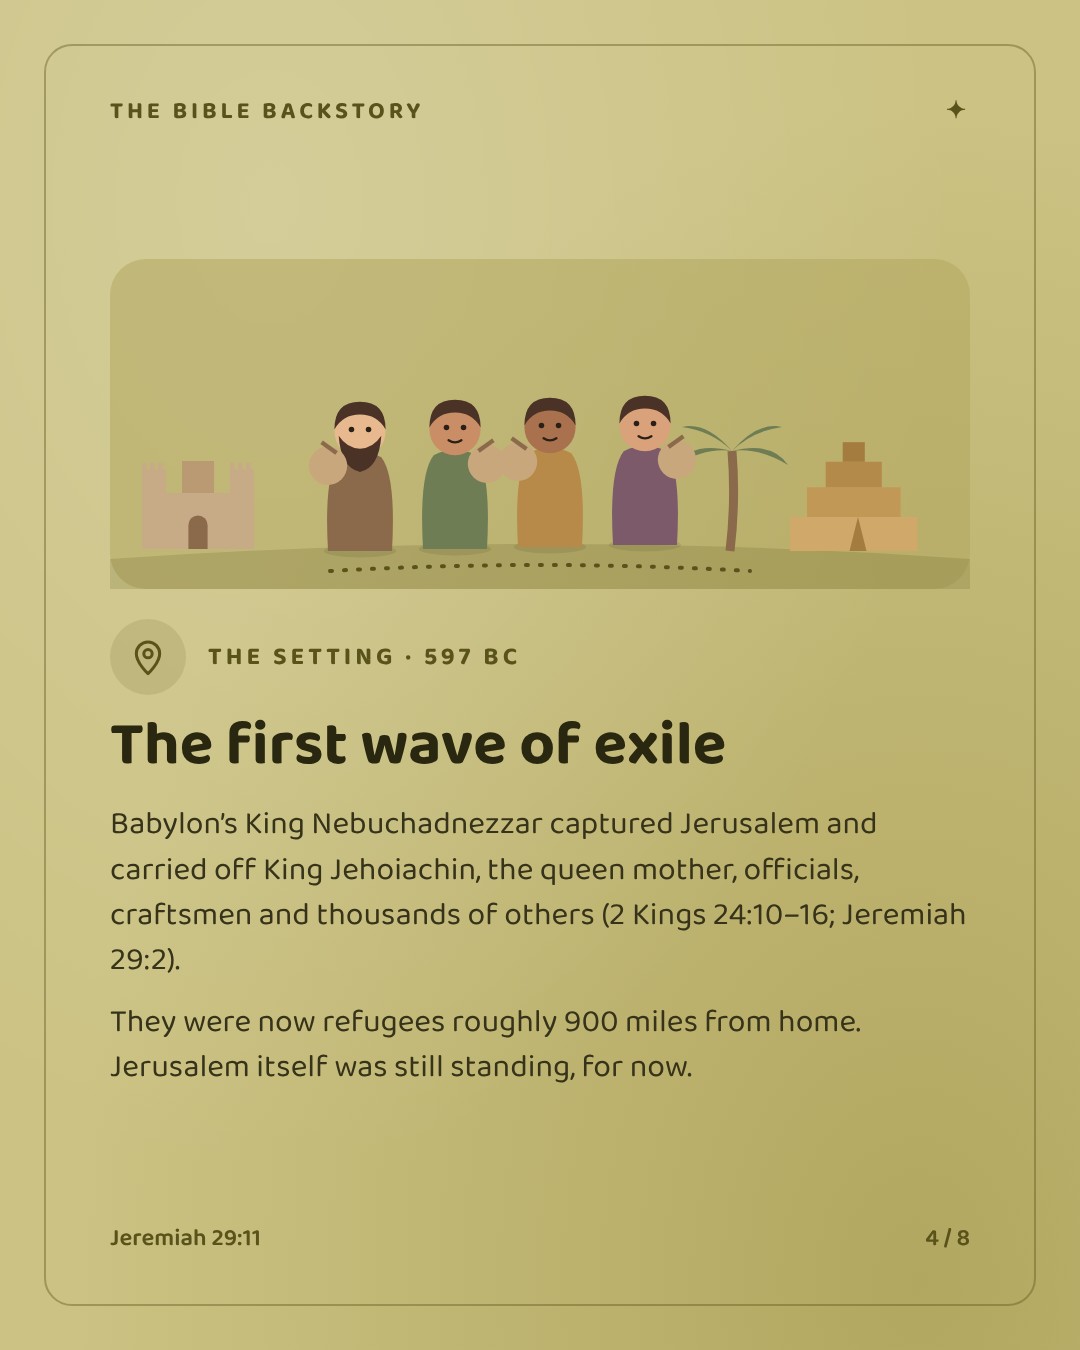 THE BIBLE BACKSTORY
THE SETTING · 597 BC
The first wave of exile
Babylon’s King Nebuchadnezzar captured Jerusalem and
carried off King Jehoiachin, the queen mother, officials,
craftsmen and thousands of others (2 Kings 24:10–16; Jeremiah
29:2).
They were now refugees roughly 900 miles from home.
Jerusalem itself was still standing, for now.
Jeremiah 29:11
4 / 8